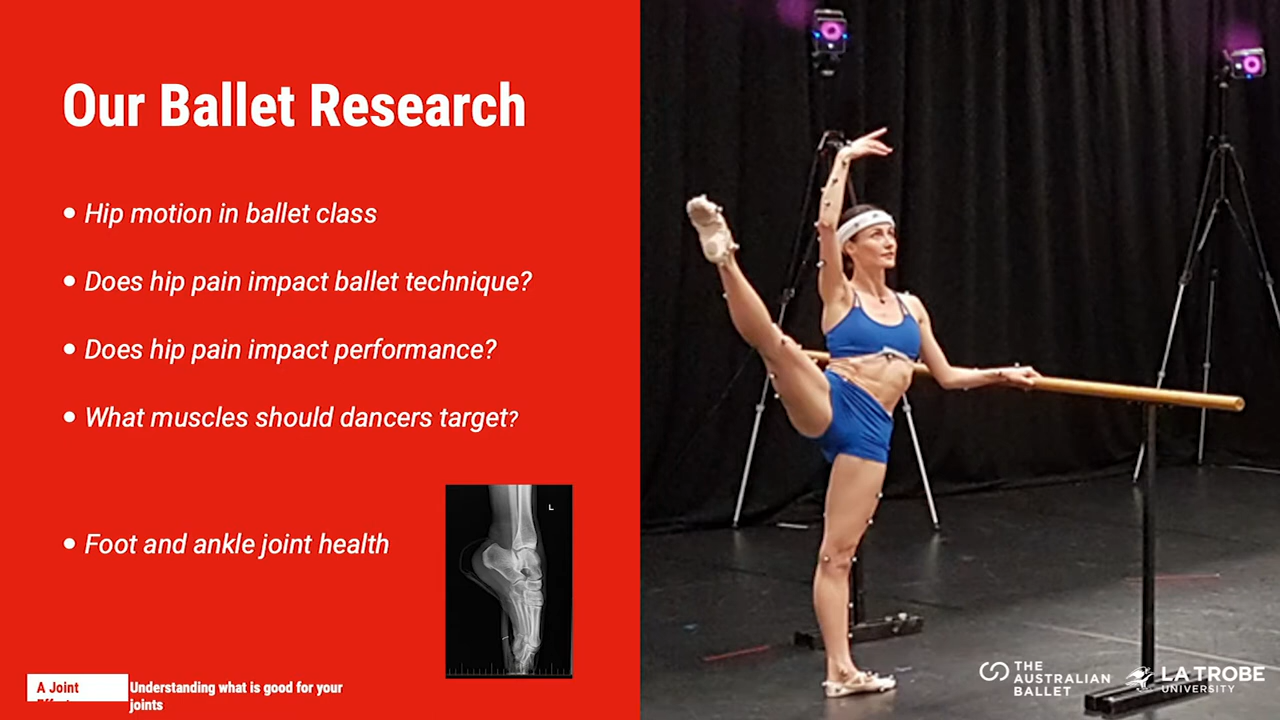 Our Ballet Research
• Hip motion in ballet class
• Does hip pain impact ballet technique?
• Does hip pain impact performance?
• What muscles should dancers target?
L
• Foot and ankle joint health
A Joint
Understanding what is good for your
joints
THE
AUSTRALIAN
BALLET
LA TROBE
UNIVERSITY